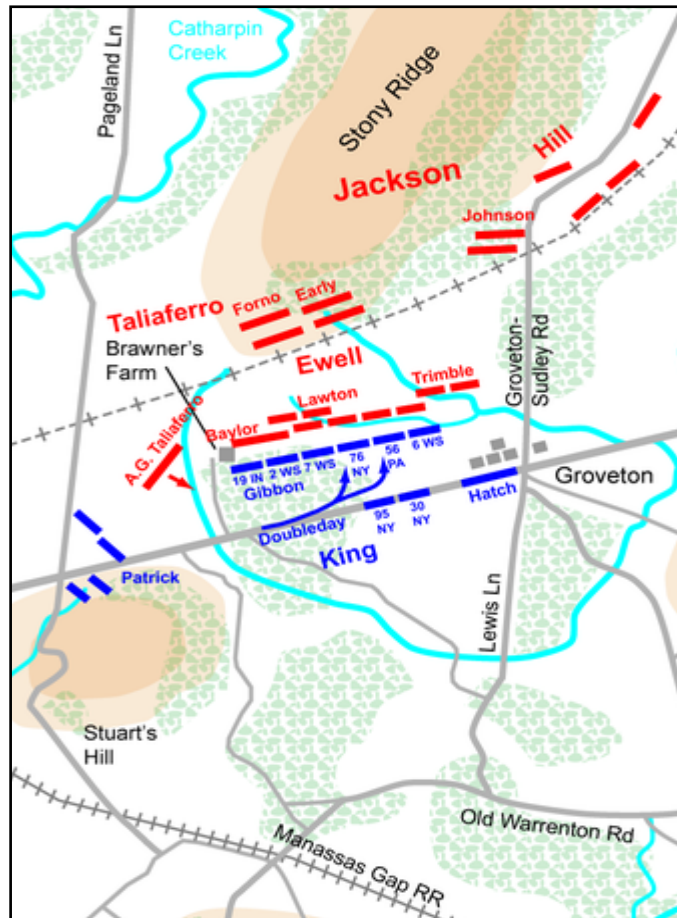 Catharpin
Creek
Pageland Ln
Stony Ridge
Jackson
Hill
Johnson
Taliaferro
Forno
Early
Brawner's
Farm
Ewell
Groveton-
Sudley Rd
Trimble
Lawton
Baylor
A.G. Taliaferro
19 IN
2 WS
7 WS
76
NY
56
PA
6 WS
Gibbon
Groveton
Hatch
Doubleday
95
NY
30
NY
King
Patrick
Lewis Ln
Stuart's
Hill
Old Warrenton Rd
Manassas Gap RR